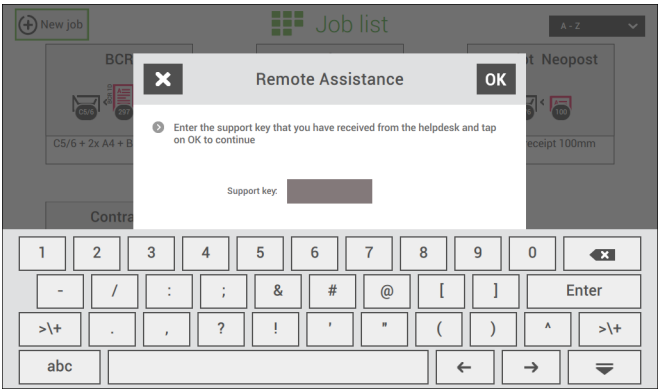 New job
Job list
A - Z
BCR
Neopost
Remote Assistance
OK
Enter the support key that you have received from the helpdesk and tap
on OK to continue
C5/6
297
100
C5/6 + 2x A4 + B
eceipt 100mm
Support key:
Contra
1 2 3 4 5 6 7 8 9 0
- / : ; & # @ [ ] Enter
>\+ . , ? ! ' " ( ) ^ >\+
abc